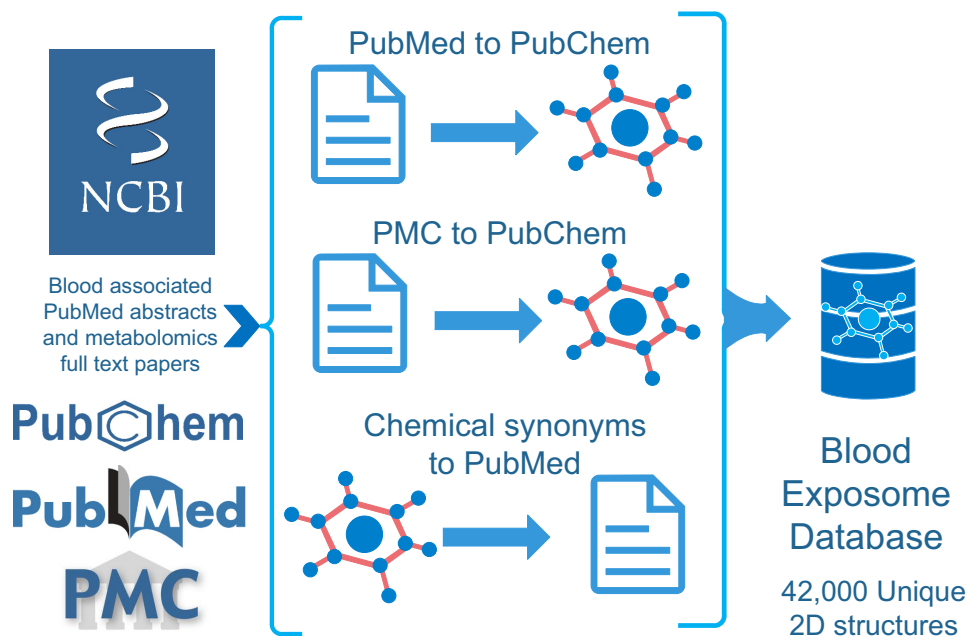 NCBI
Blood associated
PubMed abstracts
and metabolomics
full text papers
PubChem
PubMed
PMC
PubMed to PubChem
PMC to PubChem
Chemical synonyms
to PubMed
Blood
Exposome
Database
42,000 Unique
2D structures